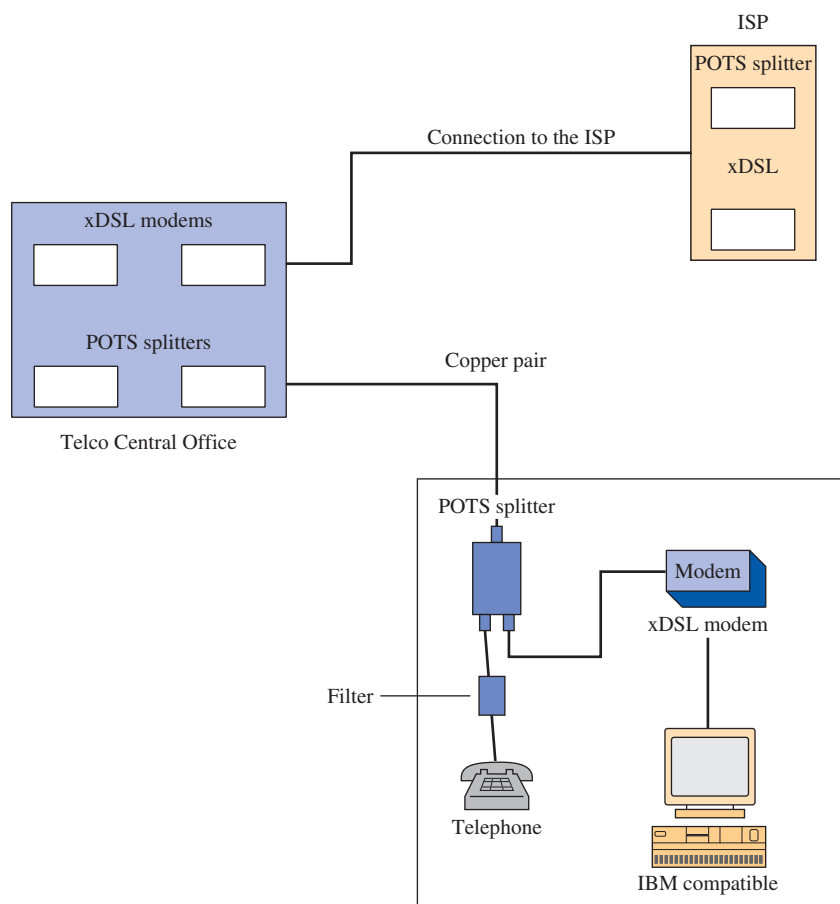 ISP
POTS splitter
Connection to the ISP
xDSL
xDSL modems
POTS splitters
Copper pair
Telco Central Office
POTS splitter
Modem
xDSL modem
Filter
Telephone
IBM compatible